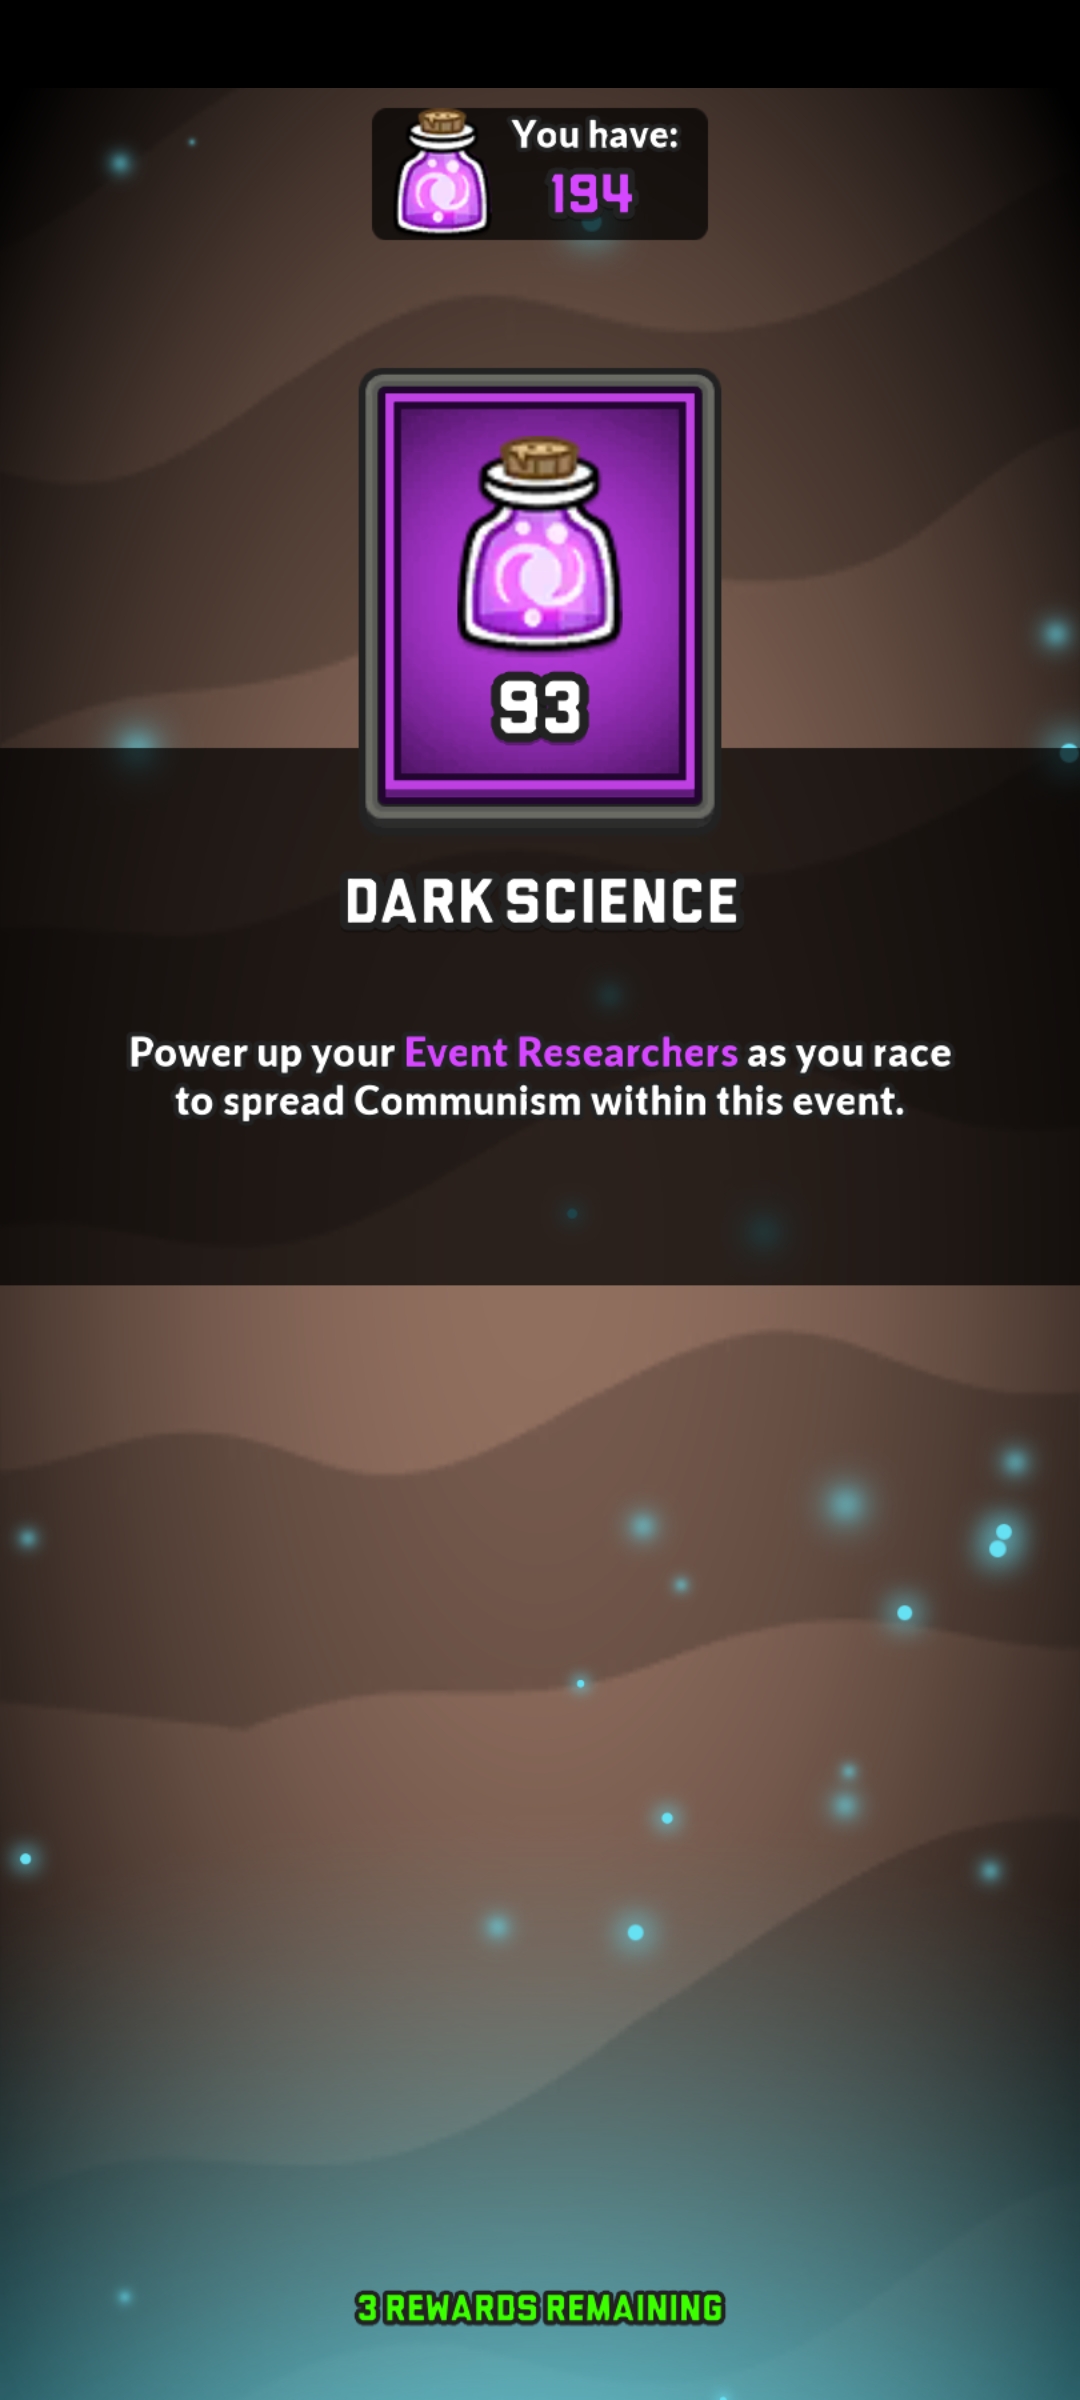 You have:
194
93
DARK SCIENCE
Power up your Event Researchers as you race
to spread Communism within this event.
3 REWARDS REMAINING